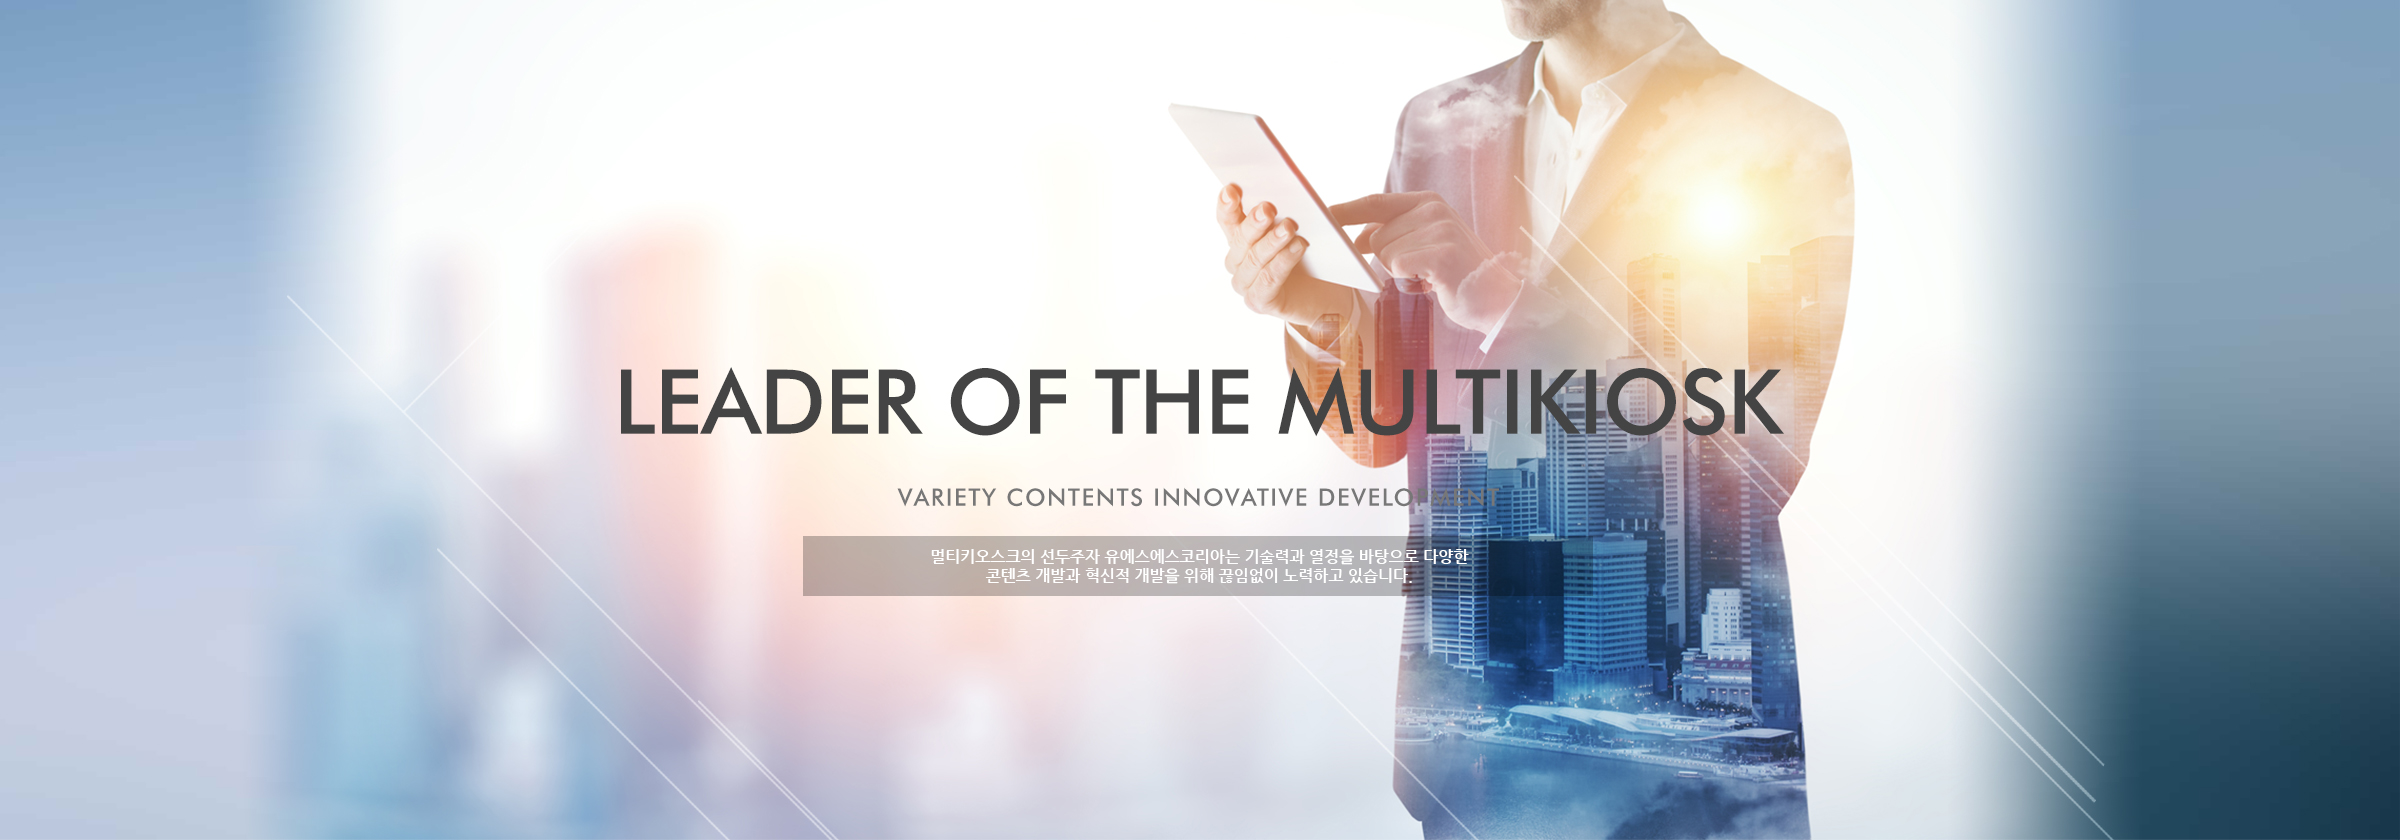 LEADER OF THE MULTIKIOSK
VARIETY CONTENTS INNOVATIVE DEVELOPMENT
멀티키오스크의 선두주자 유에스에스코리아는 기술력과 열정을 바탕으로 다양한
콘텐츠 개발과 혁신적 개발을 위해 끊임없이 노력하고 있습니다.